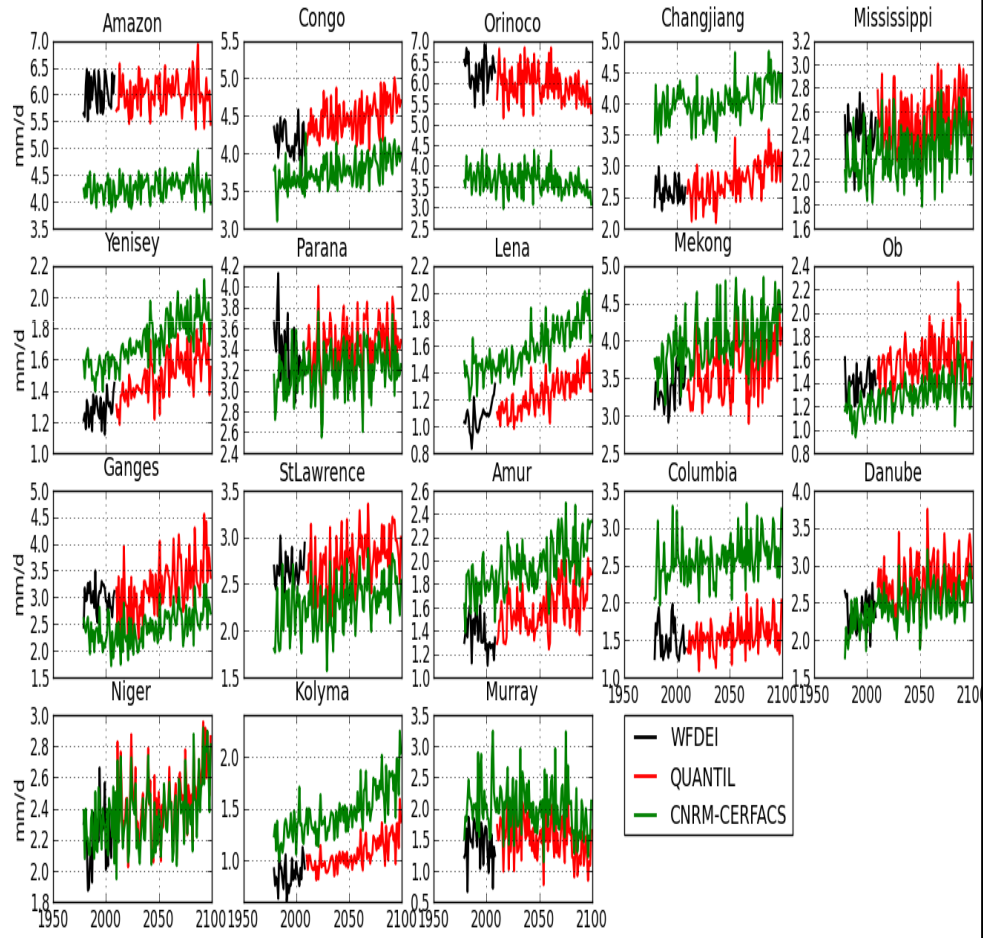 Amazon Congo Orinoco Changjiang Mississippi
7.0 5.5 7.0 5.0 3.2
6.5 6.5 3.0
6.0 5.0 6.0 4.5 2.8
mm/d 5.5 4.5 5.5 4.0 2.6
5.0 5.0 3.5 2.4
4.5 4.0 4.5 3.0 2.2
4.0 3.5 4.0 2.5 2.0
3.5 3.0 3.5 2.0 1.8
3.0 1.6
2.5
Yenisey Parana Lena Mekong Ob
2.2 4.2 2.2 5.0 2.4
2.0 4.0 2.0 4.5 2.2
1.8 3.8 1.8 4.0 2.0
mm/d 1.6 3.6 1.6 3.5 1.8
1.4 3.4 1.4 3.0 1.6
1.2 3.2 1.2 2.5 1.4
1.0 3.0 1.0 1.2
2.8 0.8 1.0
2.6 0.8
2.4
Ganges StLawrence Amur Columbia Danube
5.0 3.5 2.6 3.5 4.0
4.5 3.0 2.4 3.0 3.5
4.0 2.5 2.2 2.5 3.0
mm/d 3.5 2.0 2.0 2.0 2.5
3.0 1.5 1.8 1.5 2.0
2.5 1.6 1.0 1.5
2.0 1.4 1950 2000 2050 2100 1950 2000 2050 2100
1.5 1.2
1.0
Niger Kolyma Murray
3.0 2.0 3.5
2.8 1.5 3.0
2.6 1.0 2.5
mm/d 2.4 0.5 2.0
2.2 1.5
2.0 1.0
1.8 0.5
1950 2000 2050 2100 1950 2000 2050 2100 1950 2000 2050 2100
WFDEI
QUANTIL
CNRM-CERFACS